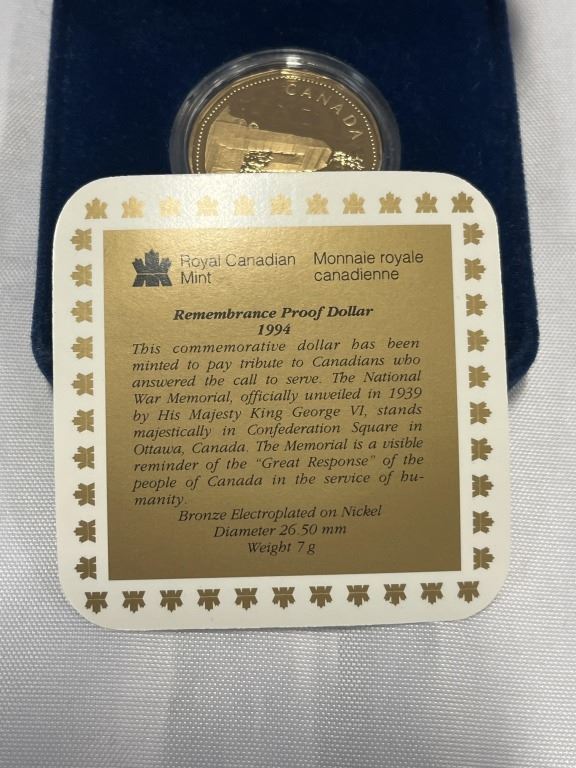 CANADA
Royal Canadian Mint
Monnaie royale canadienne
Remembrance Proof Dollar
1994
This commemorative dollar has been
minted to pay tribute to Canadians who
answered the call to serve. The National
War Memorial, officially unveiled in 1939
by His Majesty King George VI, stands
majestically in Confederation Square in
Ottawa, Canada. The Memorial is a visible
reminder of the "Great Response" of the
people of Canada in the service of hu-
manity.
Bronze Electroplated on Nickel
Diameter 26.50 mm
Weight 7 g